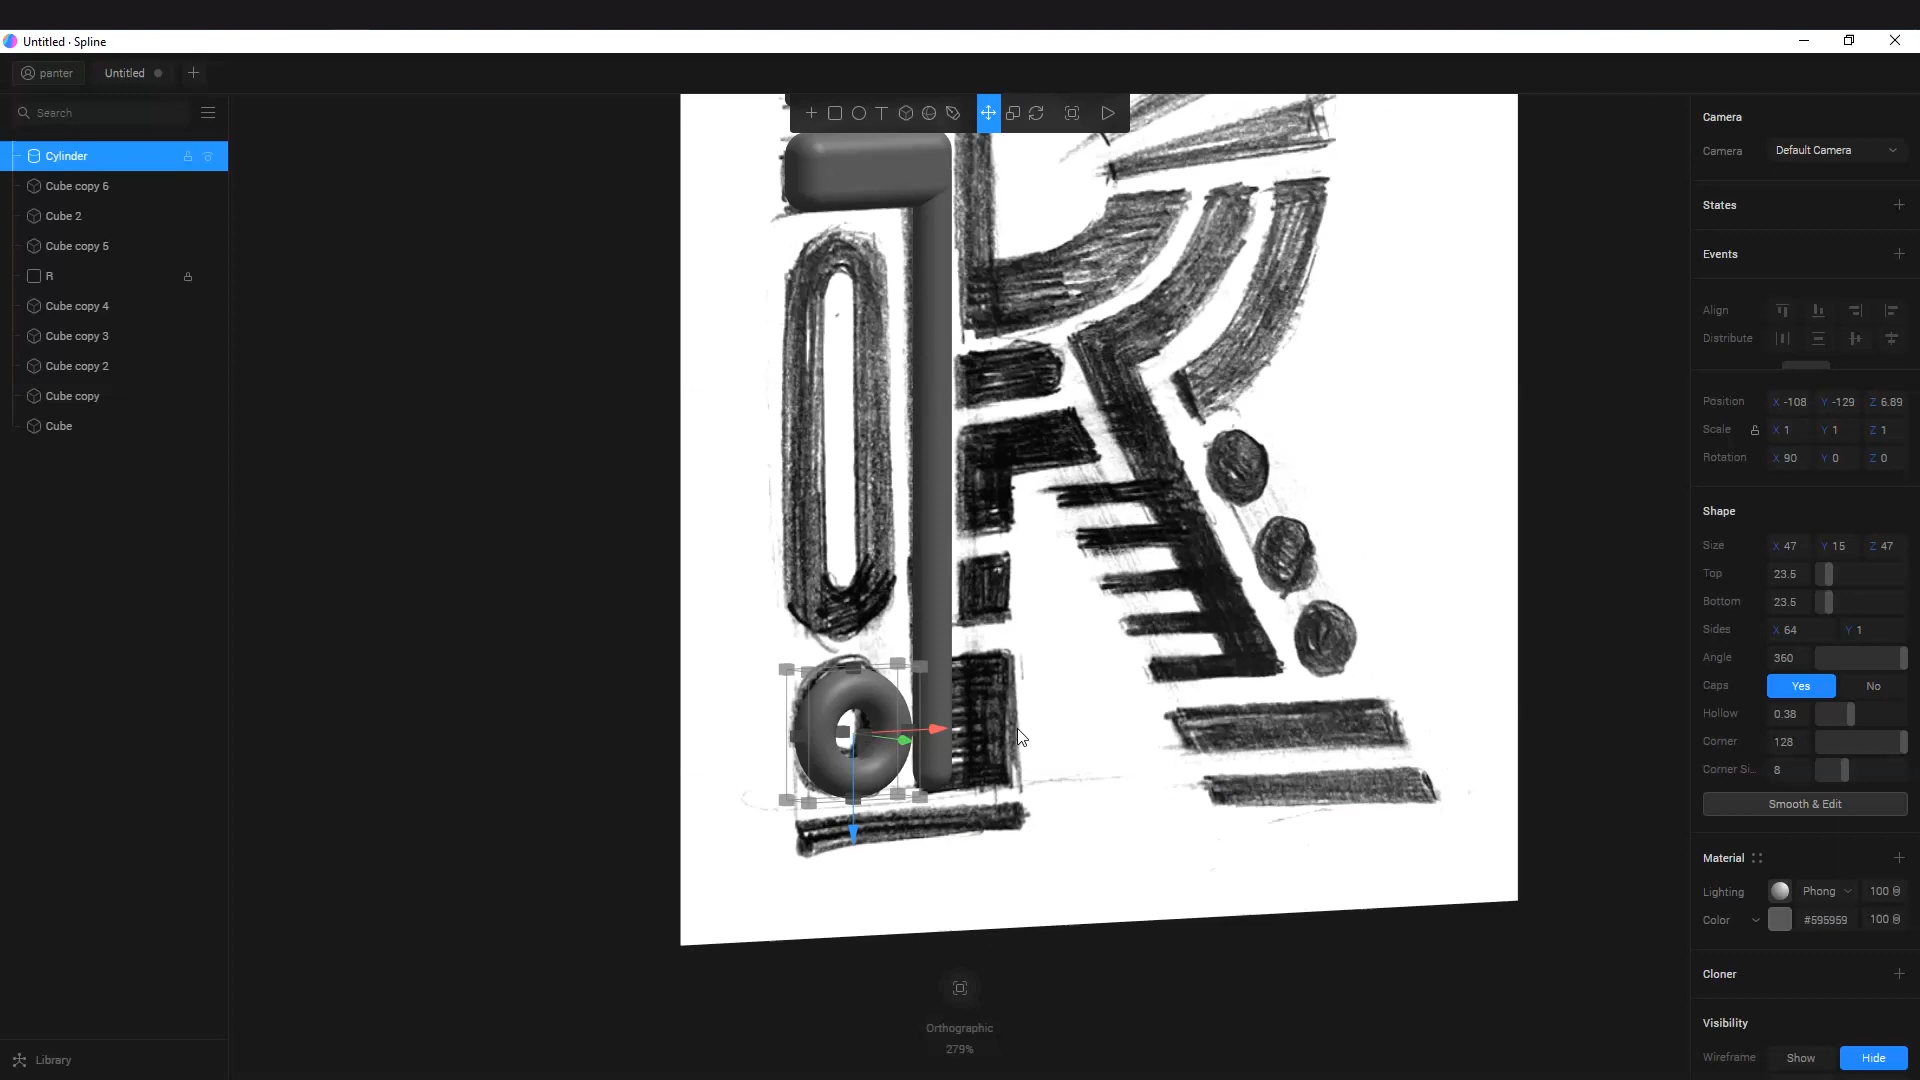 Untitled · Spline
panter
Untitled
Search
Cylinder
Cube copy 6
Cube 2
Cube copy 5
R
Cube copy 4
Cube copy 3
Cube copy 2
Cube copy
Cube
Library
Orthographic
279%
Camera
Camera Default Camera
States
Events
Align
Distribute
Position X -108 Y -129 Z 6.89
Scale X 1 Y 1 Z 1
Rotation X 90 Y 0 Z 0
Shape
Size X 47 Y 15 Z 47
Top 23.5
Bottom 23.5
Sides X 64 Y 1
Angle 360
Caps Yes No
Hollow 0.38
Corner 128
Corner Si... 8
Smooth & Edit
Material
Lighting Phong 100
Color #595959 100
Cloner
Visibility
Wireframe Show Hide